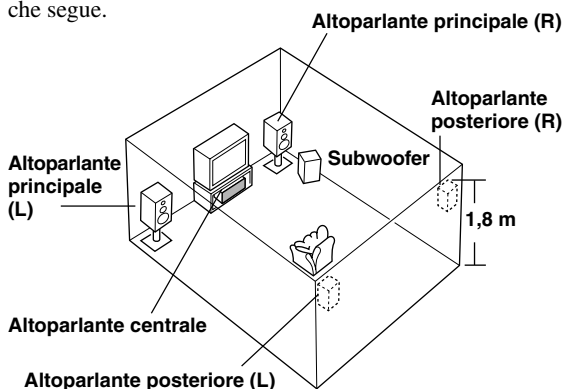 che segue.
Altoparlante principale (R)
Altoparlante
posteriore (R)
Subwoofer
Altoparlante
principale
(L)
1,8 m
Altoparlante centrale
Altoparlante posteriore (L)